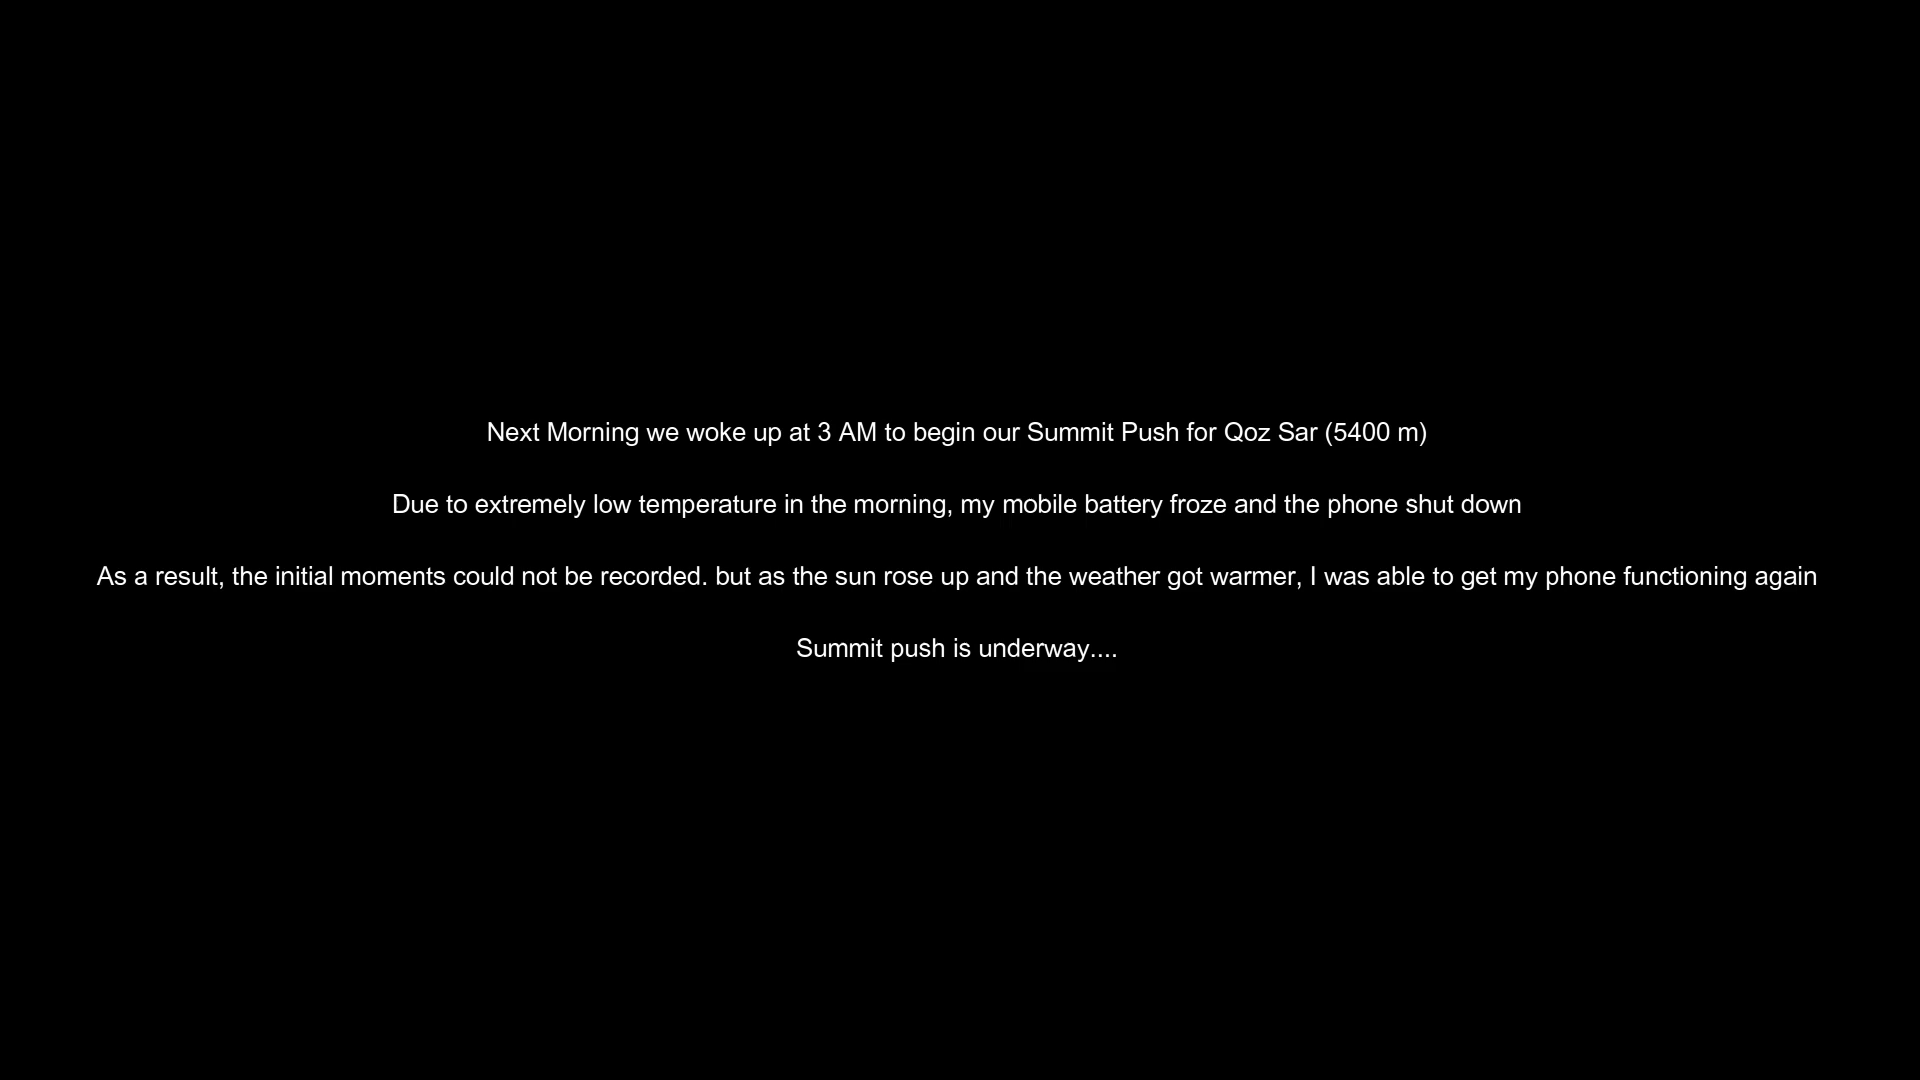 Next Morning we woke up at 3 AM to begin our Summit Push for Qoz Sar (5400 m)
Due to extremely low temperature in the morning, my mobile battery froze and the phone shut down
As a result, the initial moments could not be recorded. but as the sun rose up and the weather got warmer, I was able to get my phone functioning again
Summit push is underway....